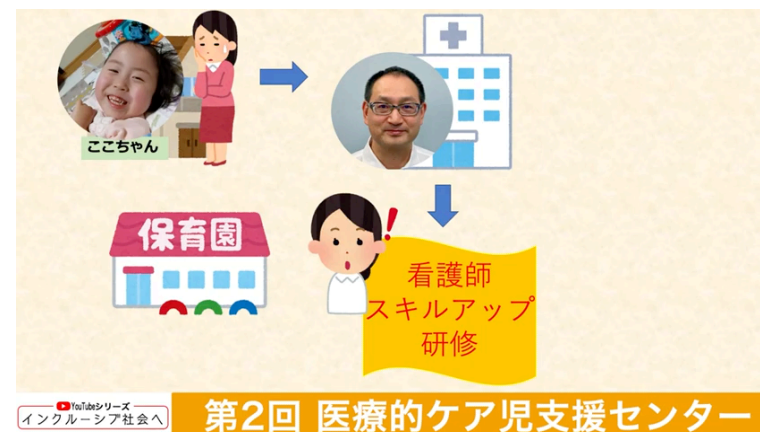 ここちゃん
保育園
看護師
スキルアップ
研修
YouTubeシリーズ
インクルーシブ社会へ
第2回 医療的ケア児支援センター